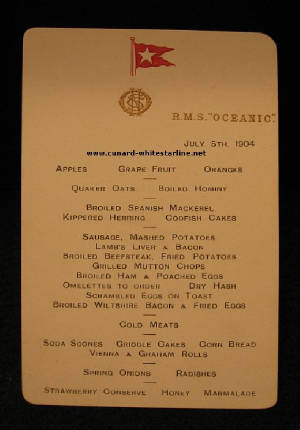 R.M.S. "OCEANIC".
JULY 5TH, 1904
www.cunard-whitestarline.net
APPLES GRAPE FRUIT ORANGES
QUAKER OATS BOILED HOMINY
BROILED SPANISH MACKEREL
KIPPERED HERRING CODFISH CAKES
SAUSAGE, MASHED POTATOES
LAMB'S LIVER & BACON
BROILED BEEFSTEAK, FRIED POTATOES
GRILLED MUTTON CHOPS
BROILED HAM & POACHED EGGS
OMELETTES TO ORDER DRY HASH
SCRAMBLED EGGS ON TOAST
BROILED WILTSHIRE BACON & FRIED EGGS
COLD MEATS
SODA SCONES GRIDDLE CAKES CORN BREAD
VIENNA & GRAHAM ROLLS
SPRING ONIONS RADISHES
STRAWBERRY CONSERVE HONEY MARMALADE